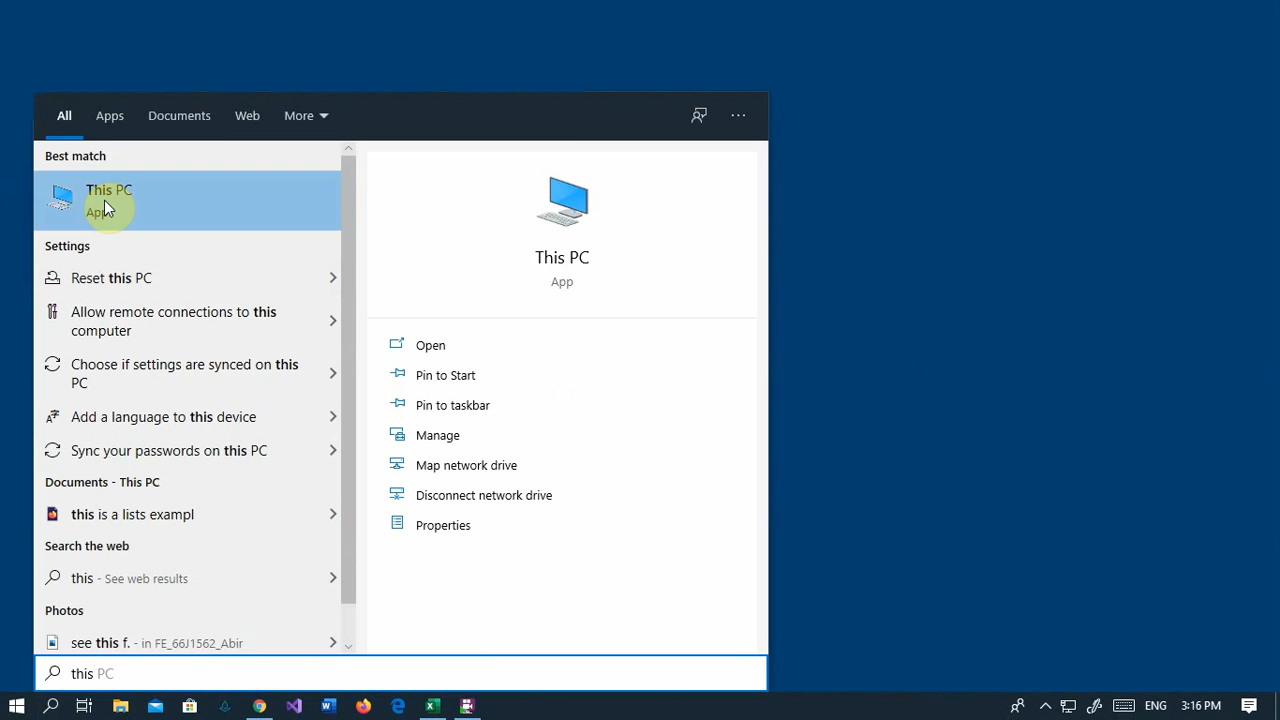 All Apps Documents Web More
Best match
This PC
App
Settings
Reset this PC
Allow remote connections to this
computer
Choose if settings are synced on this
PC
Add a language to this device
Sync your passwords on this PC
Documents - This PC
this is a lists exampl
Search the web
this - See web results
Photos
see this f. - in FE_66J1562_Abir
This PC
App
Open
Pin to Start
Pin to taskbar
Manage
Map network drive
Disconnect network drive
Properties
this PC
ENG 3:16 PM